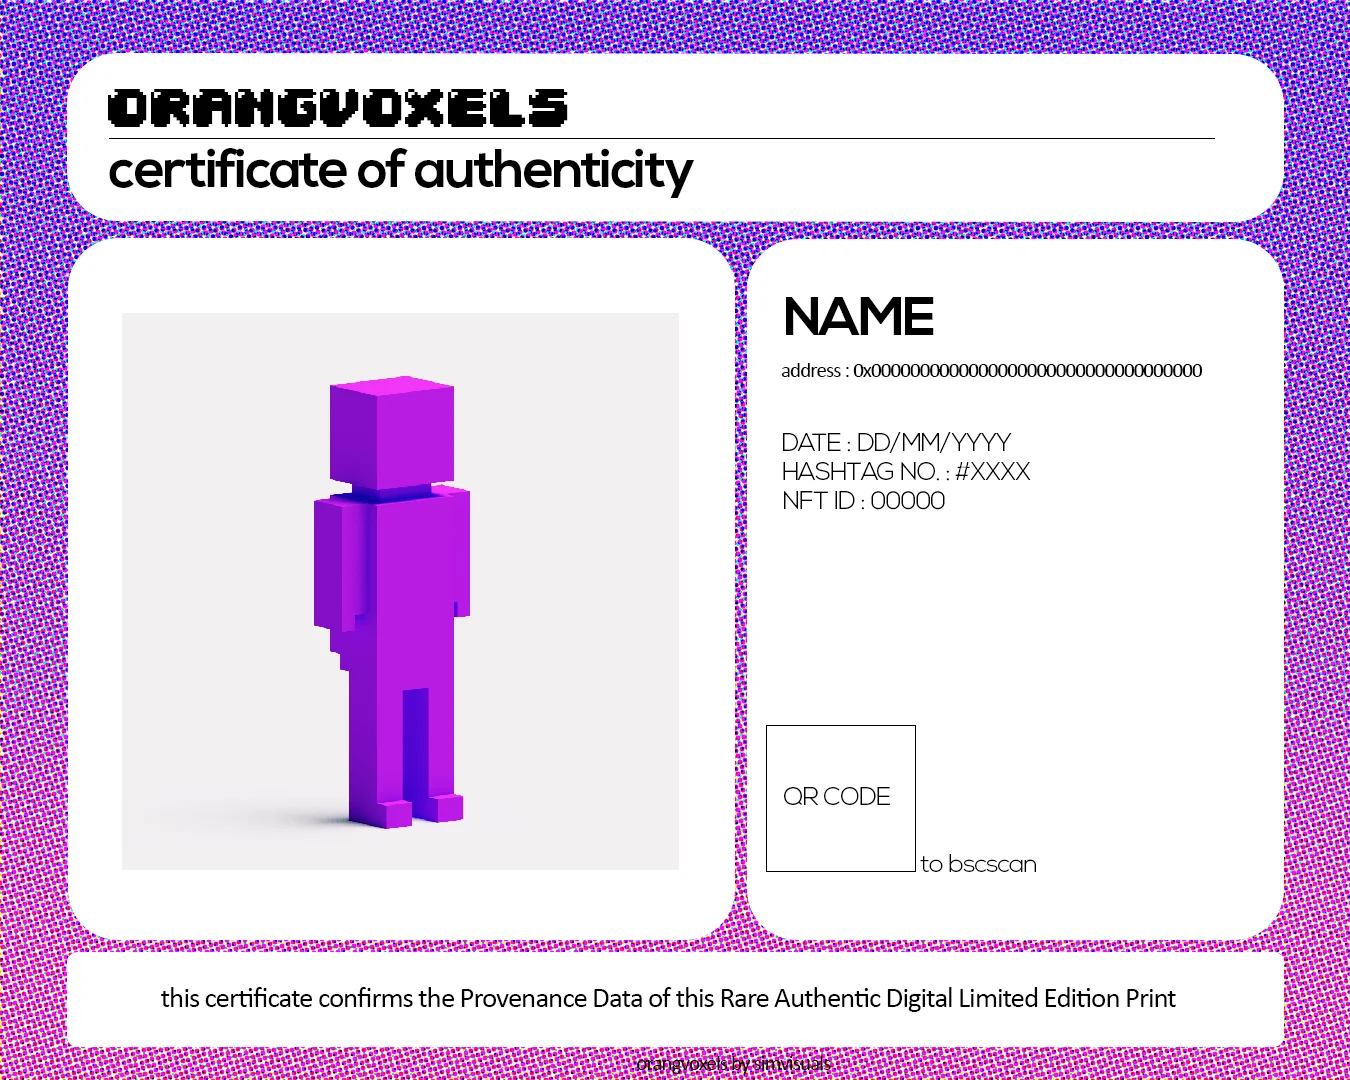 ORANGVOXELS
certificate of authenticity
NAME
address : 0x0000000000000000000000000000000000
DATE : DD/MM/YYYY
HASHTAG NO. : #XXXX
NFT ID : 00000
QR CODE
to bscscan
this certificate confirms the Provenance Data of this Rare Authentic Digital Limited Edition Print
orangvoxels by simvisuals